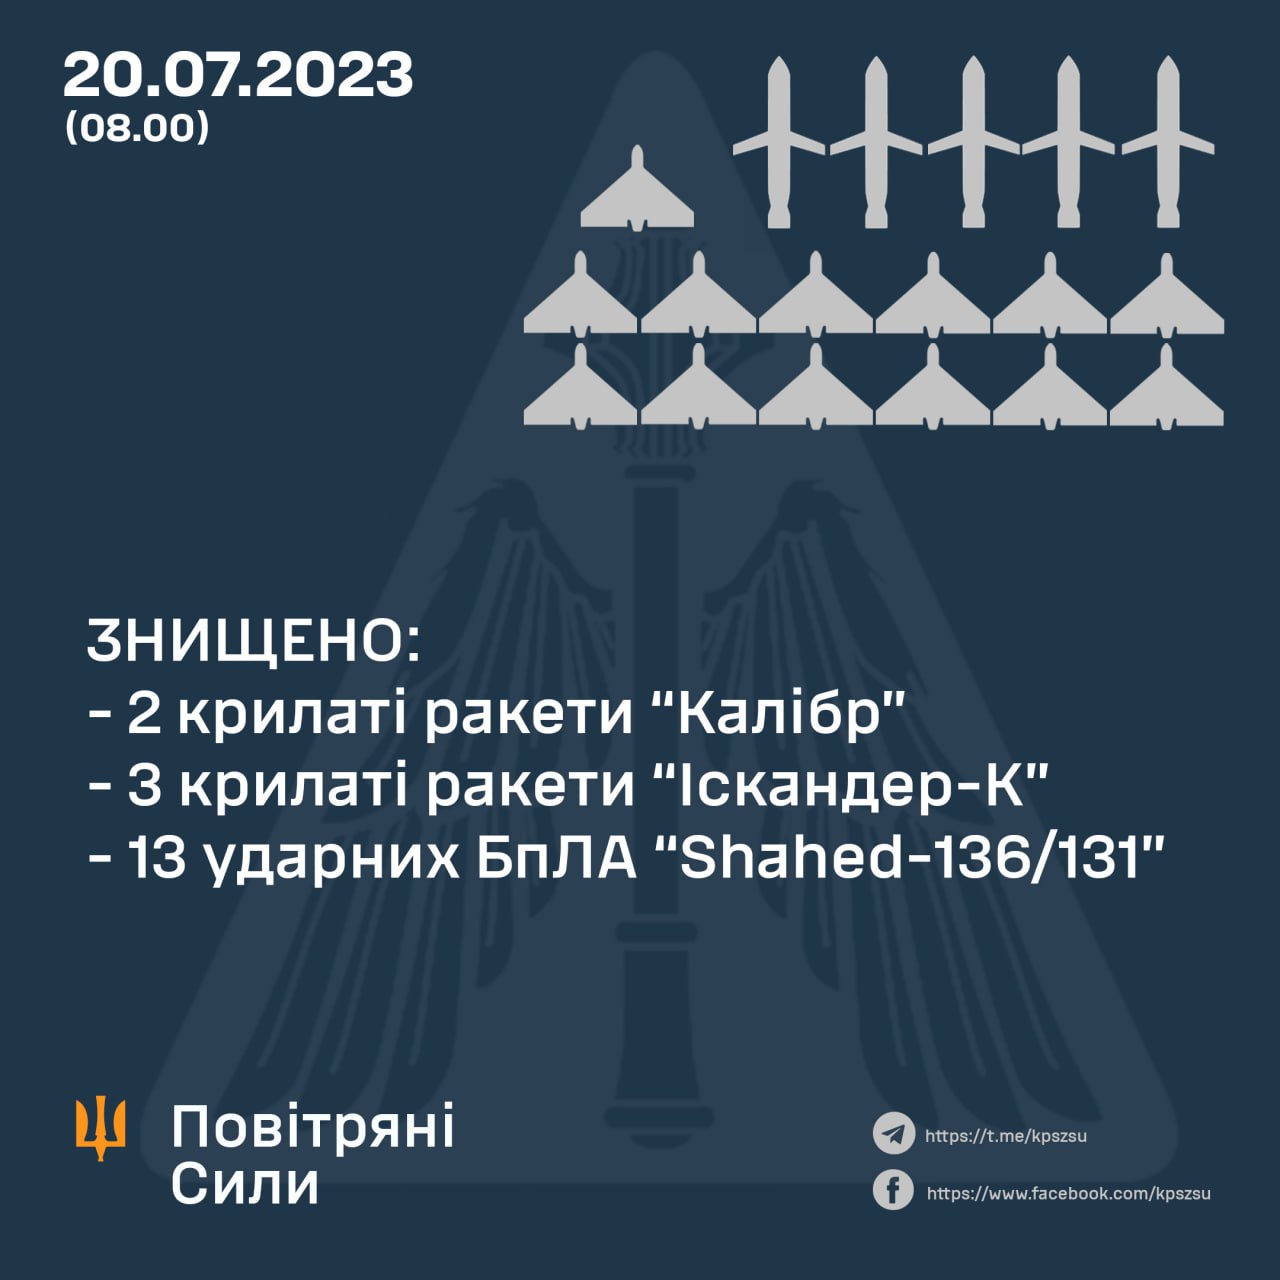 20.07.2023
(08.00)
ЗНИЩЕНО:
- 2 крилаті ракети “Калібр”
- 3 крилаті ракети “Іскандер-К”
- 13 ударних БпЛА “Shahed-136/131”
Повітряні
Сили
https://t.me/kpszsu
https://www.facebook.com/kpszsu